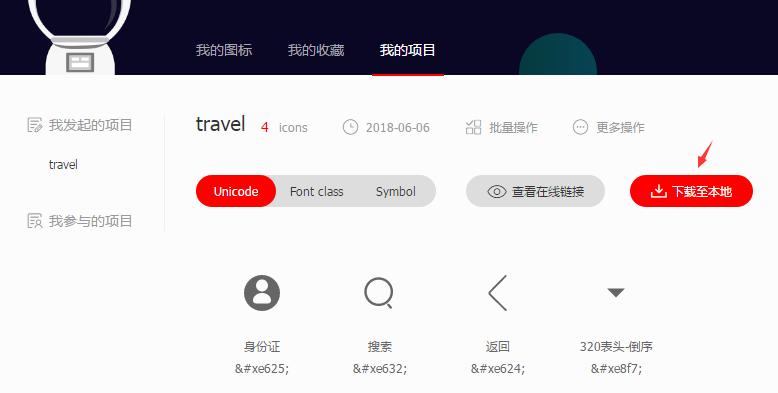 我的图标 我的收藏 我的项目
我发起的项目
travel
我参与的项目
travel 4 icons 2018-06-06 批量操作 更多操作
Unicode Font class Symbol 查看在线链接 下载至本地
身份证 搜索 返回 320表头-倒序
&#xe625; &#xe632; &#xe624; &#xe8f7;